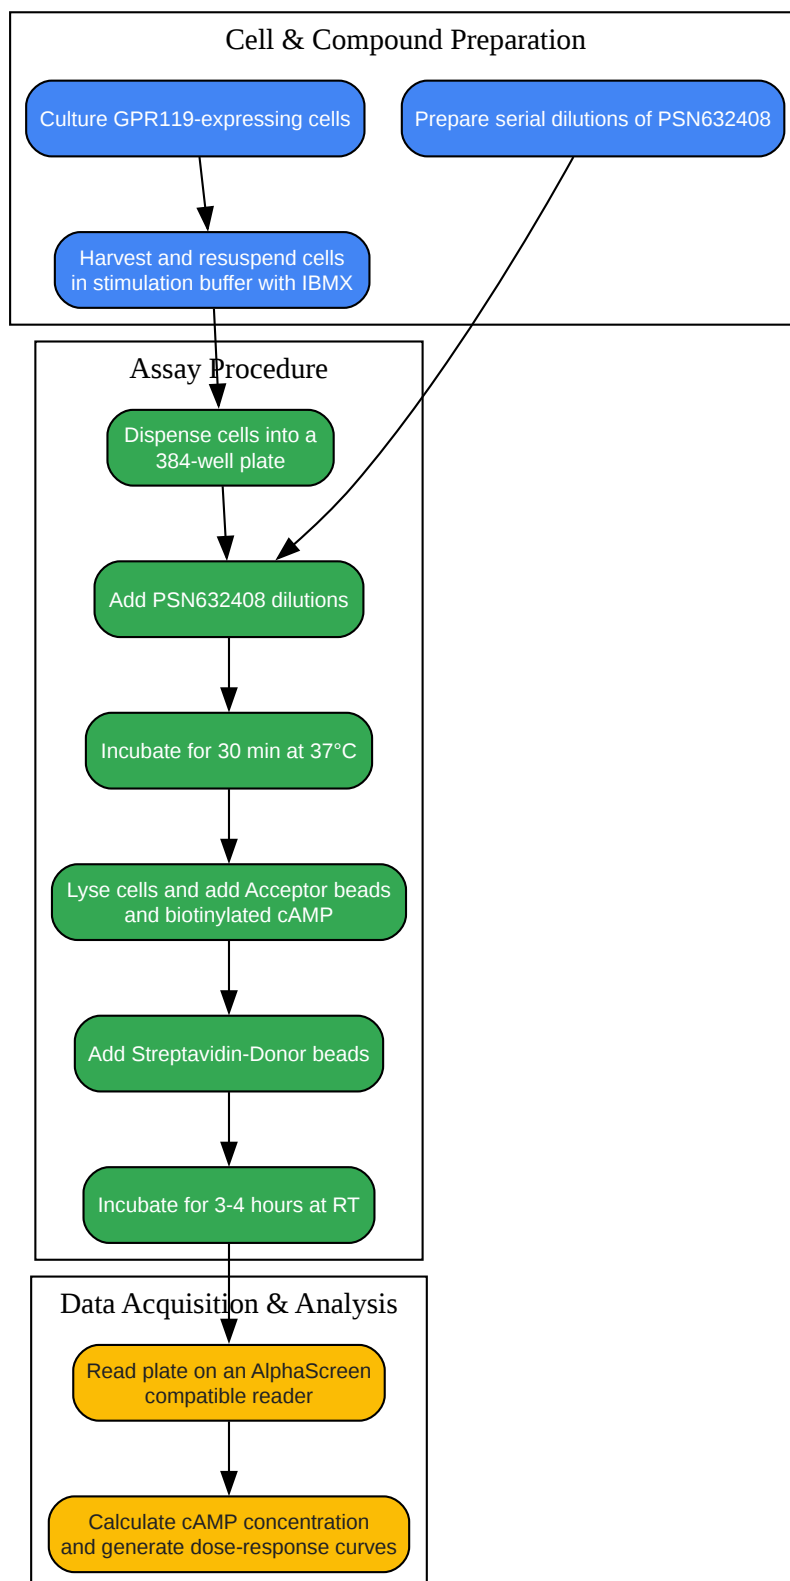 Cell & Compound Preparation
Culture GPR119-expressing cells
Prepare serial dilutions of PSN632408
Harvest and resuspend cells
in stimulation buffer with IBMX
Assay Procedure
Dispense cells into a
384-well plate
Add PSN632408 dilutions
Incubate for 30 min at 37°C
Lyse cells and add Acceptor beads
and biotinylated cAMP
Add Streptavidin-Donor beads
Incubate for 3-4 hours at RT
Data Acquisition & Analysis
Read plate on an AlphaScreen
compatible reader
Calculate cAMP concentration
and generate dose-response curves